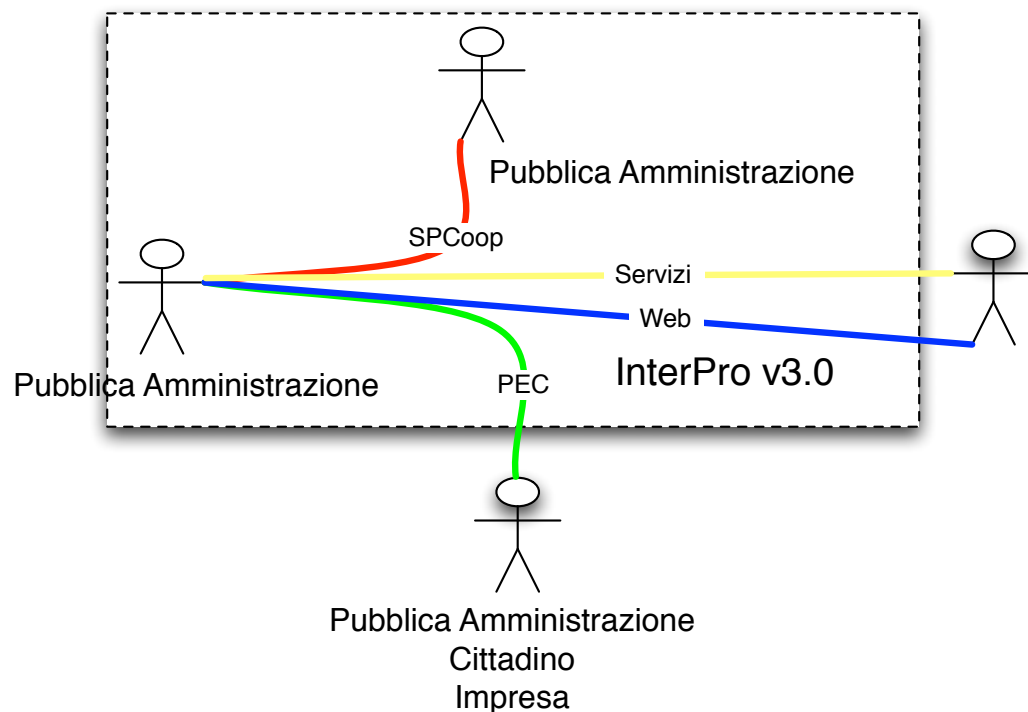 Pubblica Amministrazione
SPCoop
Servizi
Web
InterPro v3.0
Pubblica Amministrazione
PEC
Pubblica Amministrazione
Cittadino
Impresa